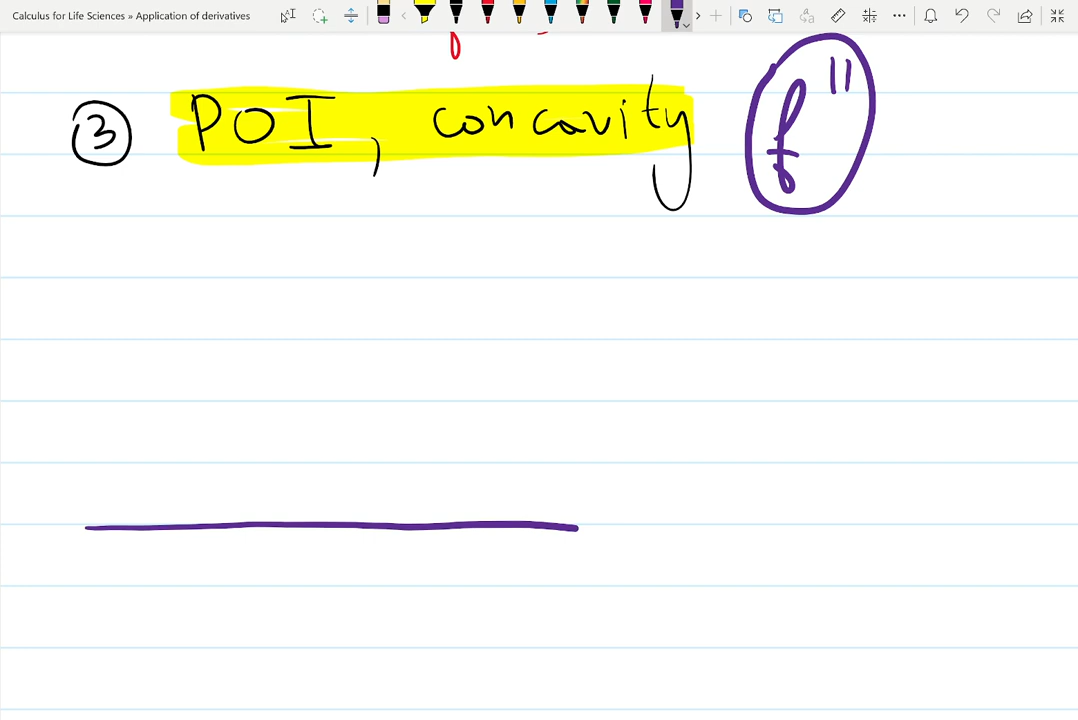 Calculus for Life Sciences » Application of derivatives
③ POI, concavity f''